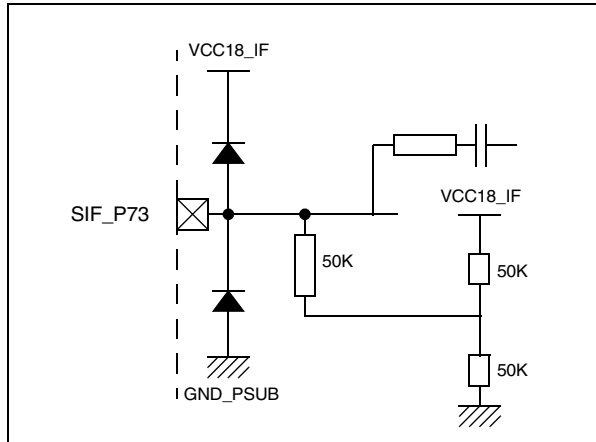 VCC18_IF
SIF_P73
VCC18_IF
50K
50K
50K
GND_PSUB